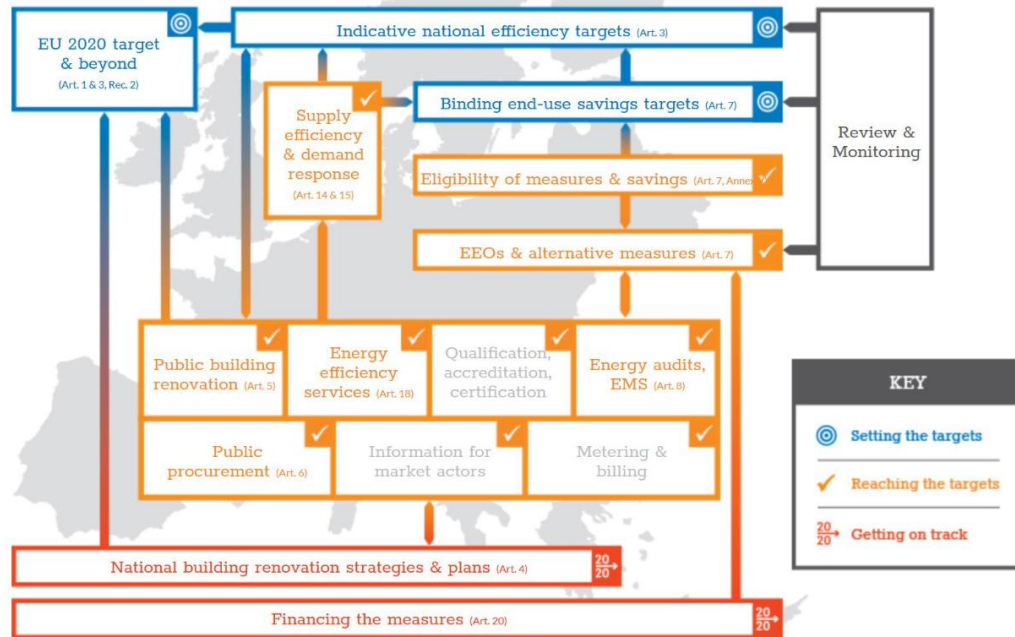 EU 2020 target
& beyond
(Art. 1 & 3, Rec. 2)
Indicative national efficiency targets (Art. 3)
Supply
efficiency
& demand
response
(Art. 14 & 15)
Binding end-use savings targets (Art. 7)
Eligibility of measures & savings (Art. 7, Annex
EEOs & alternative measures (Art. 7)
Review &
Monitoring
Public building
renovation (Art. 5)
Energy
efficiency
services (Art. 18)
Qualification,
accreditation,
certification
Energy audits,
EMS (Art. 8)
Public
procurement (Art. 6)
Information for
market actors
Metering &
billing
National building renovation strategies & plans (Art. 4)
20
20
Financing the measures (Art. 20)
20
20
KEY
Setting the targets
Reaching the targets
20
20
Getting on track